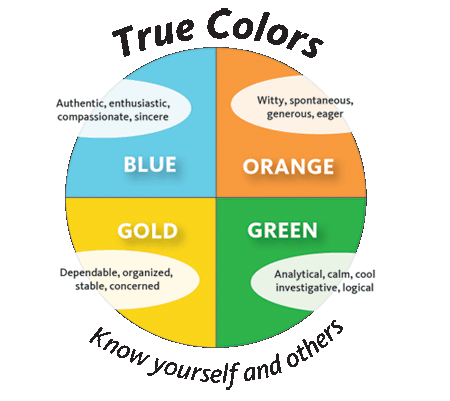 True Colors
Authentic, enthusiastic,
compassionate, sincere
Witty, spontaneous,
generous, eager
BLUE
ORANGE
GOLD
GREEN
Dependable, organized,
stable, concerned
Analytical, calm, cool
investigative, logical
Know yourself and others